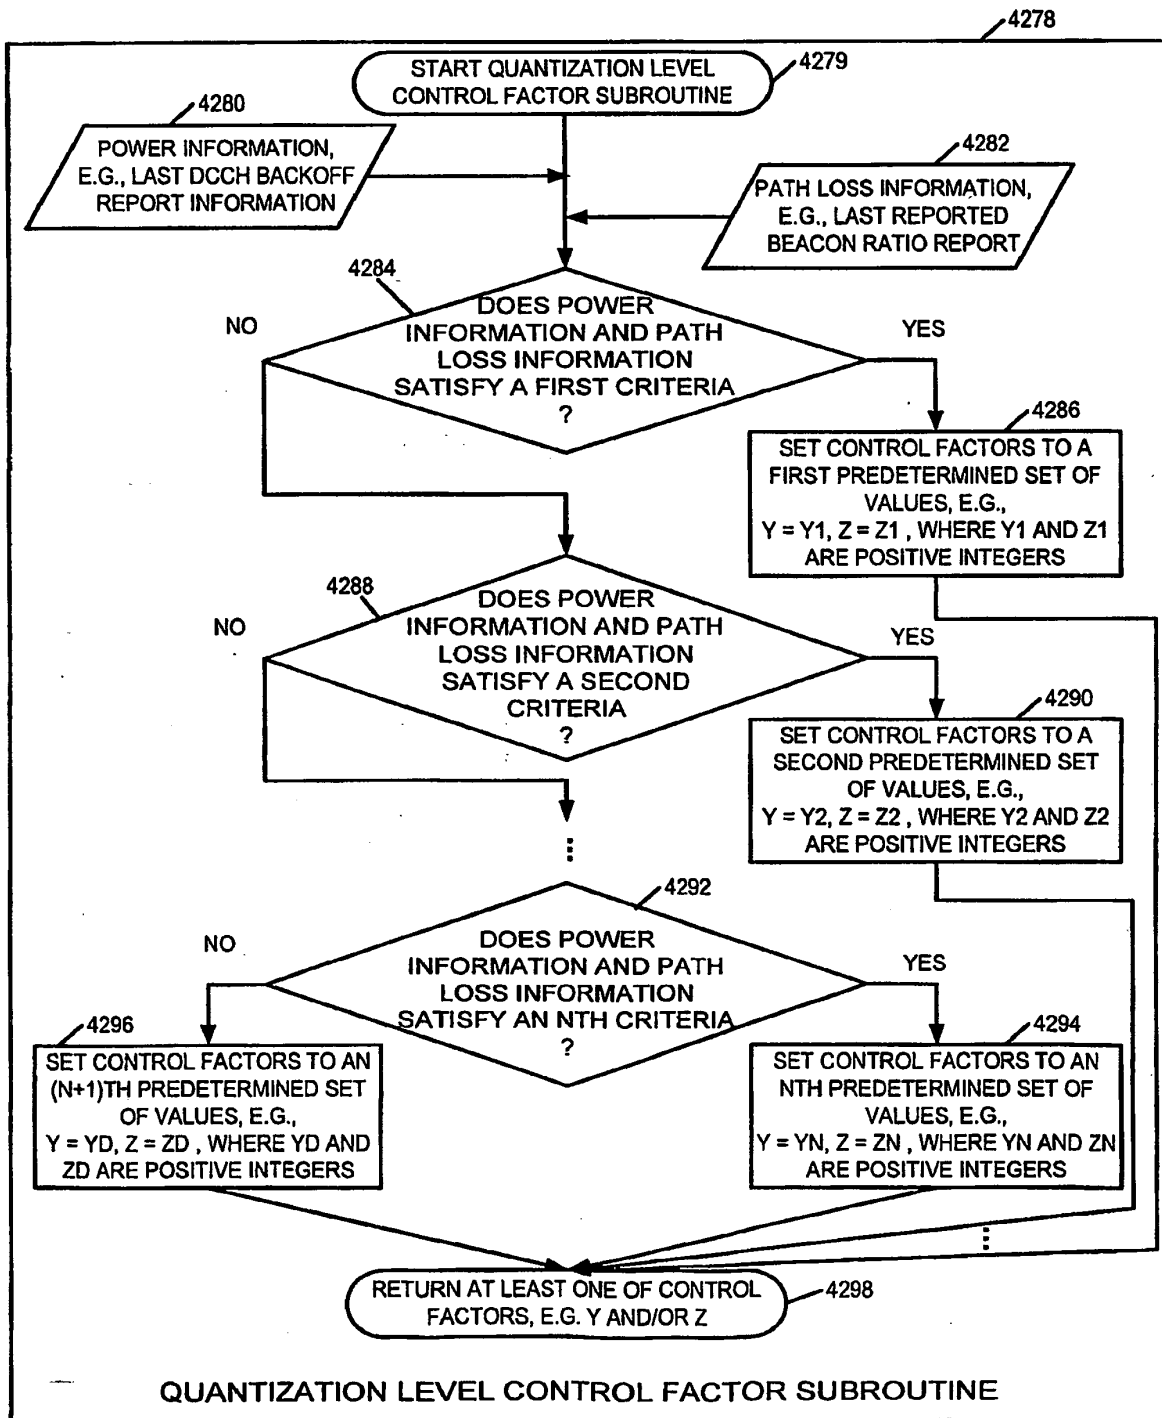 4278
START QUANTIZATION LEVEL
CONTROL FACTOR SUBROUTINE
4279
4280
POWER INFORMATION,
E.G., LAST DCCH BACKOFF
REPORT INFORMATION
4282
PATH LOSS INFORMATION,
E.G., LAST REPORTED
BEACON RATIO REPORT
4284
DOES POWER
INFORMATION AND PATH
LOSS INFORMATION
SATISFY A FIRST CRITERIA
?
NO
YES
4286
SET CONTROL FACTORS TO A
FIRST PREDETERMINED SET OF
VALUES, E.G.,
Y = Y1, Z = Z1 , WHERE Y1 AND Z1
ARE POSITIVE INTEGERS
4288
DOES POWER
INFORMATION AND PATH
LOSS INFORMATION
SATISFY A SECOND
CRITERIA
?
NO
YES
4290
SET CONTROL FACTORS TO A
SECOND PREDETERMINED SET
OF VALUES, E.G.,
Y = Y2, Z = Z2 , WHERE Y2 AND Z2
ARE POSITIVE INTEGERS
4292
DOES POWER
INFORMATION AND PATH
LOSS INFORMATION
SATISFY AN NTH CRITERIA
?
NO
YES
4296
SET CONTROL FACTORS TO AN
(N+1)TH PREDETERMINED SET
OF VALUES, E.G.,
Y = YD, Z = ZD , WHERE YD AND
ZD ARE POSITIVE INTEGERS
4294
SET CONTROL FACTORS TO AN
NTH PREDETERMINED SET OF
VALUES, E.G.,
Y = YN, Z = ZN , WHERE YN AND ZN
ARE POSITIVE INTEGERS
RETURN AT LEAST ONE OF CONTROL
FACTORS, E.G. Y AND/OR Z
4298
QUANTIZATION LEVEL CONTROL FACTOR SUBROUTINE